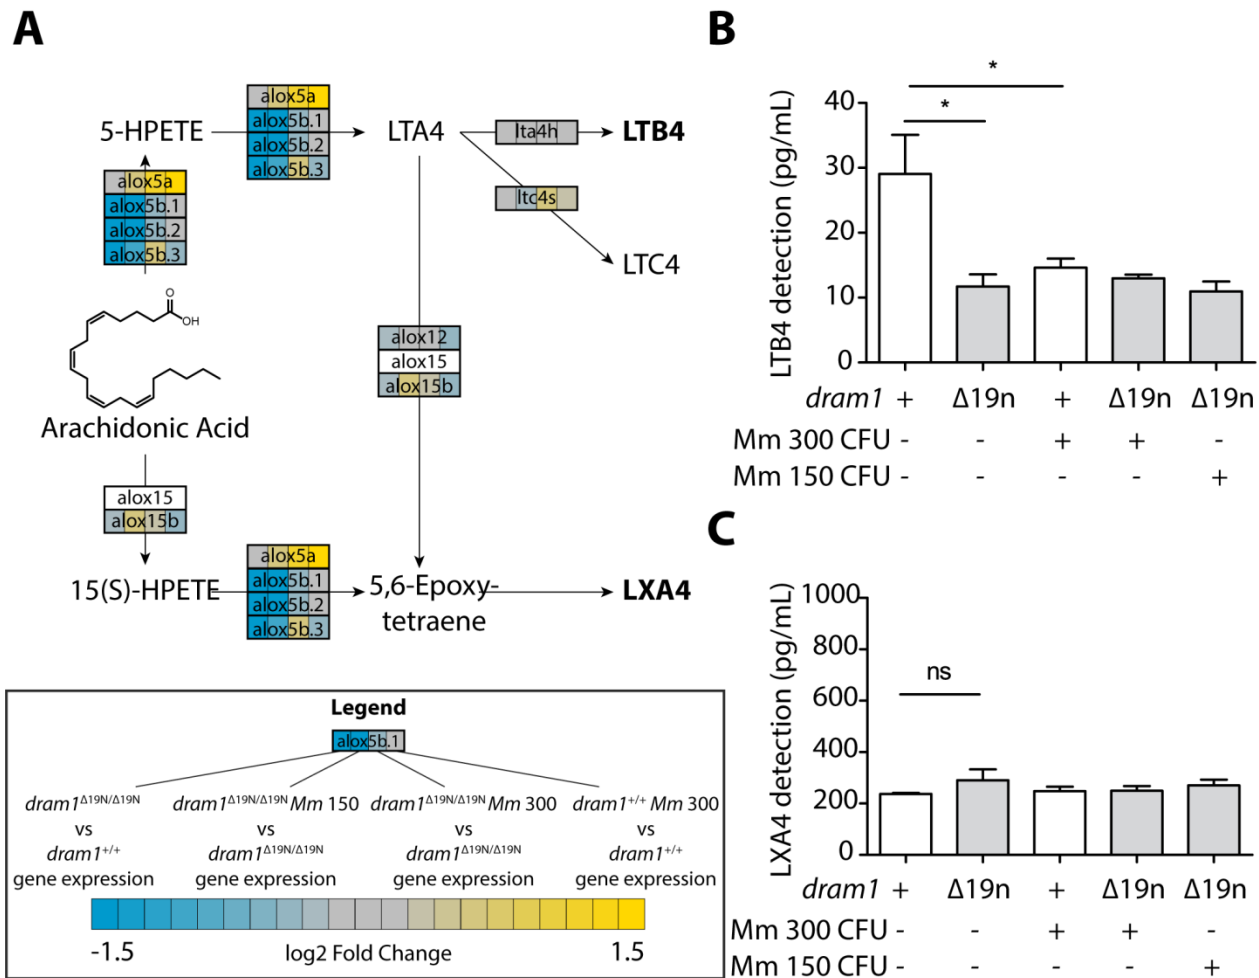 A
5-HPETE
alox5a
alox5b.1
alox5b.2
alox5b.3
LTA4
lta4h
LTB4
ltc4s
LTC4
alox5a
alox5b.1
alox5b.2
alox5b.3
O
OH
Arachidonic Acid
alox12
alox15
alox15b
alox15
alox15b
15(S)-HPETE
alox5a
alox5b.1
alox5b.2
alox5b.3
5,6-Epoxy-
tetraene
LXA4
Legend
alox5b.1
dram1Δ19N/Δ19N dram1Δ19N/Δ19N Mm 150 dram1Δ19N/Δ19N Mm 300 dram1+/+ Mm 300
vs vs vs vs
dram1+/+ dram1Δ19N/Δ19N dram1Δ19N/Δ19N dram1+/+
gene expression gene expression gene expression gene expression
-1.5 log2 Fold Change 1.5
B
LTB4 detection (pg/mL)
40
30
20
10
0
*
*
dram1 + Δ19n + Δ19n Δ19n
Mm 300 CFU - - + + -
Mm 150 CFU - - - - +
C
LXA4 detection (pg/mL)
1000
800
600
400
200
0
ns
dram1 + Δ19n + Δ19n Δ19n
Mm 300 CFU - - + + -
Mm 150 CFU - - - - +